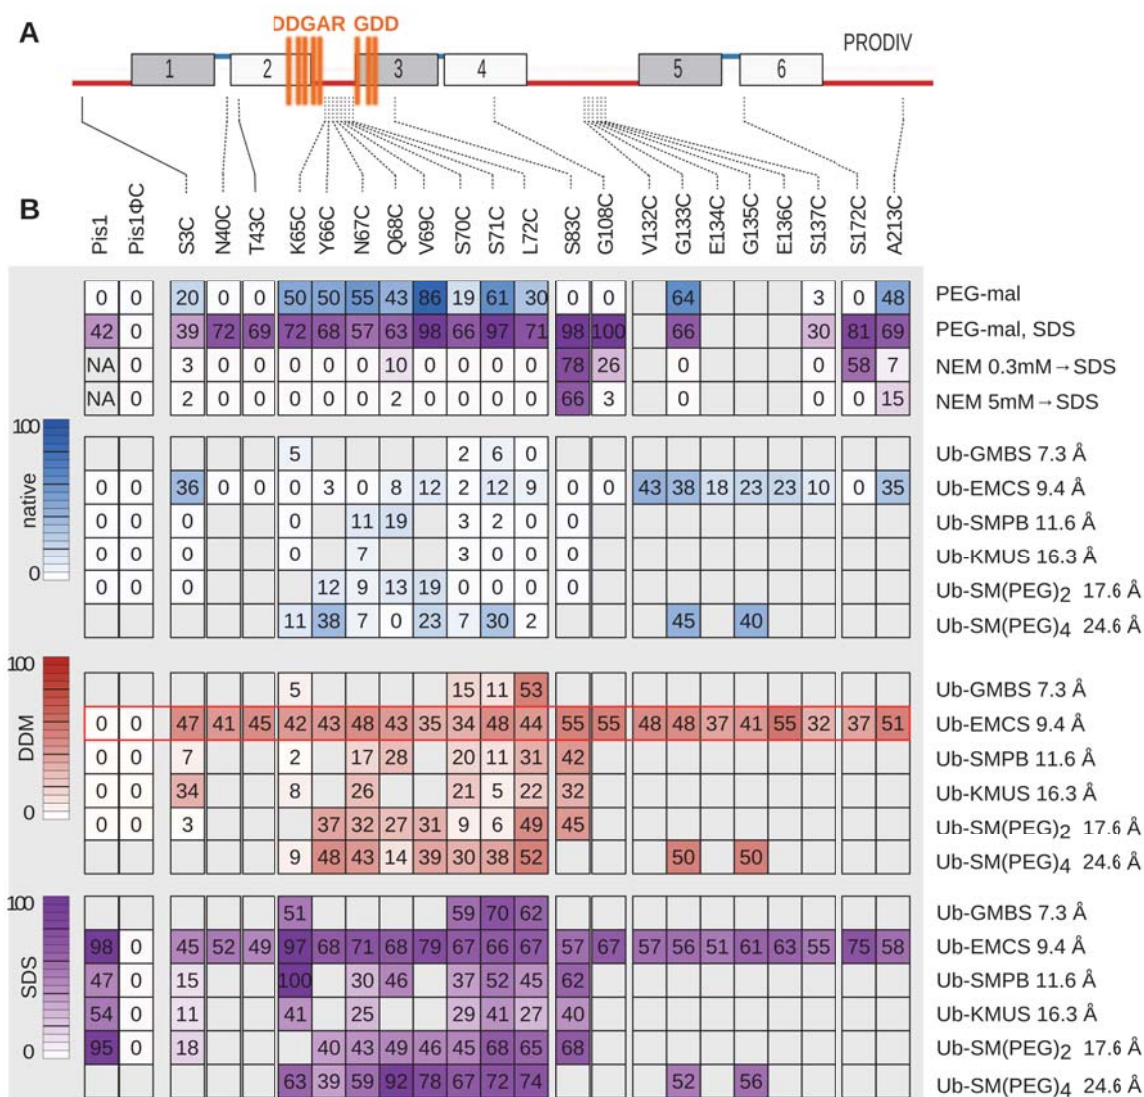 A
DDGAR GDD
PRODIV
1 2 3 4 5 6
B
Pis1 Pis1ΦC S3C N40C T43C K65C Y66C N67C Q68C V69C S70C S71C L72C S83C G108C V132C G133C E134C G135C E136C S137C S172C A213C
0 0 20 0 0 50 50 55 43 86 19 61 30 0 0 64 3 0 48 PEG-mal
42 0 39 72 69 72 68 57 63 98 66 97 71 98 100 66 30 81 69 PEG-mal, SDS
NA 0 3 0 0 0 0 0 10 0 0 0 0 78 26 0 0 58 7 NEM 0.3mM→SDS
NA 0 2 0 0 0 0 0 2 0 0 0 0 66 3 0 0 0 15 NEM 5mM→SDS
100
native
0
5 2 6 0 Ub-GMBS 7.3 Å
0 0 36 0 0 0 3 0 8 12 2 12 9 0 0 43 38 18 23 23 10 0 35 Ub-EMCS 9.4 Å
0 0 0 0 11 19 3 2 0 0 Ub-SMPB 11.6 Å
0 0 0 0 7 3 0 0 0 Ub-KMUS 16.3 Å
0 0 0 12 9 13 19 0 0 0 0 Ub-SM(PEG)2 17.6 Å
11 38 7 0 23 7 30 2 45 40 Ub-SM(PEG)4 24.6 Å
100
DDM
0
5 15 11 53 Ub-GMBS 7.3 Å
0 0 47 41 45 42 43 48 43 35 34 48 44 55 55 48 48 37 41 55 32 37 51 Ub-EMCS 9.4 Å
0 0 7 2 17 28 20 11 31 42 Ub-SMPB 11.6 Å
0 0 34 8 26 21 5 22 32 Ub-KMUS 16.3 Å
0 0 3 37 32 27 31 9 6 49 45 Ub-SM(PEG)2 17.6 Å
9 48 43 14 39 30 38 52 50 50 Ub-SM(PEG)4 24.6 Å
100
SDS
0
51 59 70 62 Ub-GMBS 7.3 Å
98 0 45 52 49 97 68 71 68 79 67 66 67 57 67 57 56 51 61 63 55 75 58 Ub-EMCS 9.4 Å
47 0 15 100 30 46 37 52 45 62 Ub-SMPB 11.6 Å
54 0 11 41 25 29 41 27 40 Ub-KMUS 16.3 Å
95 0 18 40 43 49 46 45 68 65 68 Ub-SM(PEG)2 17.6 Å
63 39 59 92 78 67 72 74 52 56 Ub-SM(PEG)4 24.6 Å